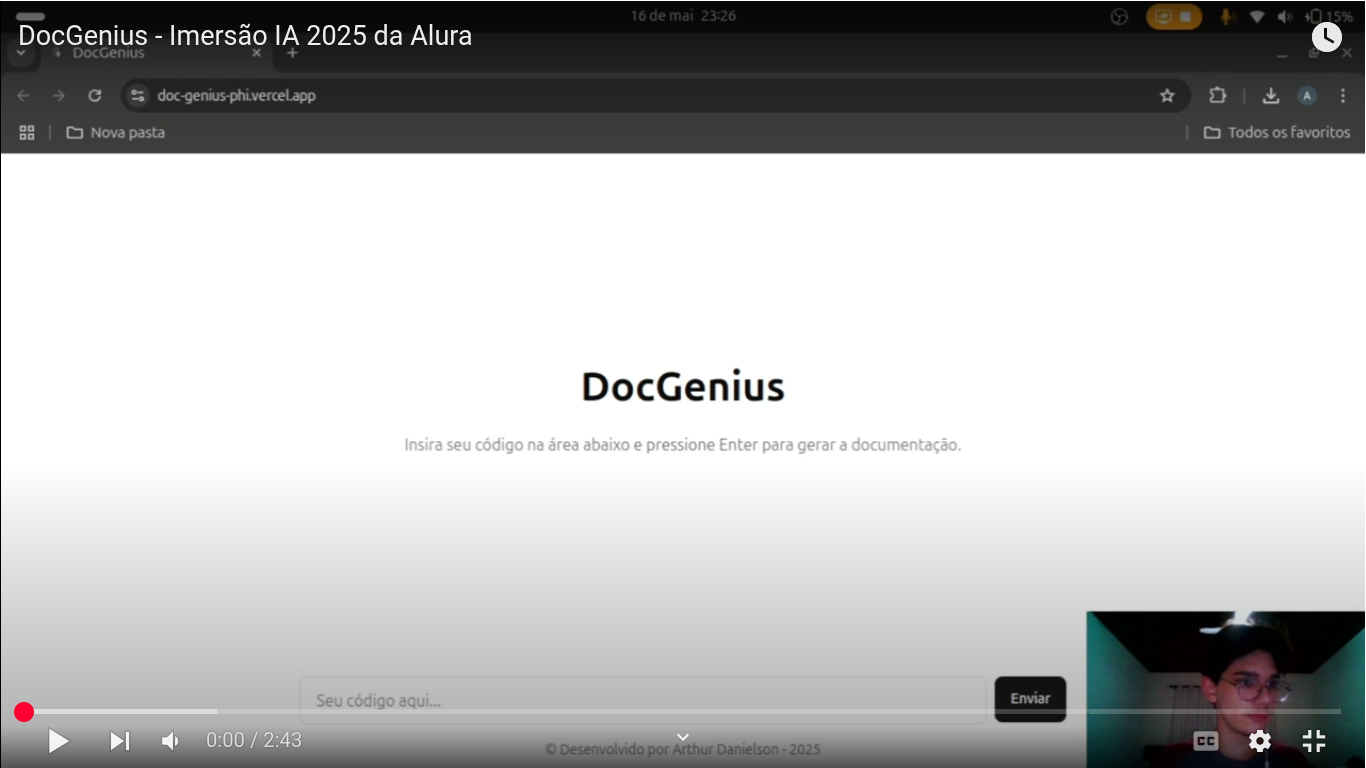 16 de mai 23:26
15%
DocGenius - Imersão IA 2025 da Alura
DocGenius
doc-genius-phi.vercel.app
A
Nova pasta
Todos os favoritos
DocGenius
Insira seu código na área abaixo e pressione Enter para gerar a documentação.
Seu código aqui...
Enviar
0:00 / 2:43
CC
© Desenvolvido por Arthur Danielson - 2025